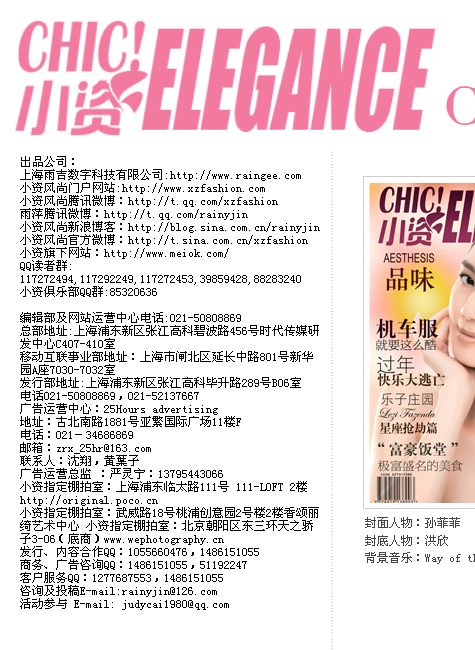 CHIC! 小资 ELEGANCE
C
出品公司：
上海雨吉数字科技有限公司:http://www.raingee.com
小资风尚门户网站:http://www.xzfashion.com
小资风尚腾讯微博：http://t.qq.com/xzfashion
雨萍腾讯微博：http://t.qq.com/rainyjin
小资风尚新浪博客：http://blog.sina.com.cn/rainyjin
小资风尚官方微博：http://t.sina.com.cn/xzfashion
小资旗下网站：http://www.meiok.com/
QQ读者群:
117272494,117292249,117272453,39859428,88283240
小资俱乐部QQ群:85320636
编辑部及网站运营中心电话:021-50808869
总部地址:上海浦东新区张江高科碧波路456号时代传媒研
发中心C407-410室
移动互联事业部地址：上海市闸北区延长中路801号新华
园A座7030-7032室
发行部地址:上海浦东新区张江高科毕升路289号B06室
电话021-50808869，021-52137667
广告运营中心：25Hours advertising
地址：古北南路1881号亚繁国际广场11楼F
电话：021－34686869
邮箱：zrx_25hr@163.com
联系人：沈翔，黄葉子
广告运营总监 ：严灵宁：13795443066
小资指定棚拍室：上海浦东临太路111号 111-LOFT 2楼
http://original.poco.cn
小资指定棚拍室：武威路18号桃浦创意园2号楼2楼香颂丽
绮艺术中心 小资指定棚拍室：北京朝阳区东三环天之骄
子3-06（底商）www.wephotography.cn
发行、内容合作QQ：1055660476，1486151055
商务、广告咨询QQ：1486151055，51192247
客户服务QQ：1277687553，1486151055
咨询及投稿E-mail:rainyjin@126.com
活动参与 E-mail: judycai1980@qq.com
CHIC! 小资 EL
AESTHESIS
品味
机车服
就要这么酷
过年
快乐大逃亡
乐子庄园
Lezi Fazenda
星座抢劫篇
“富豪饭堂”
极富盛名的美食
封面人物：孙菲菲
封底人物：洪欣
背景音乐：Way of th